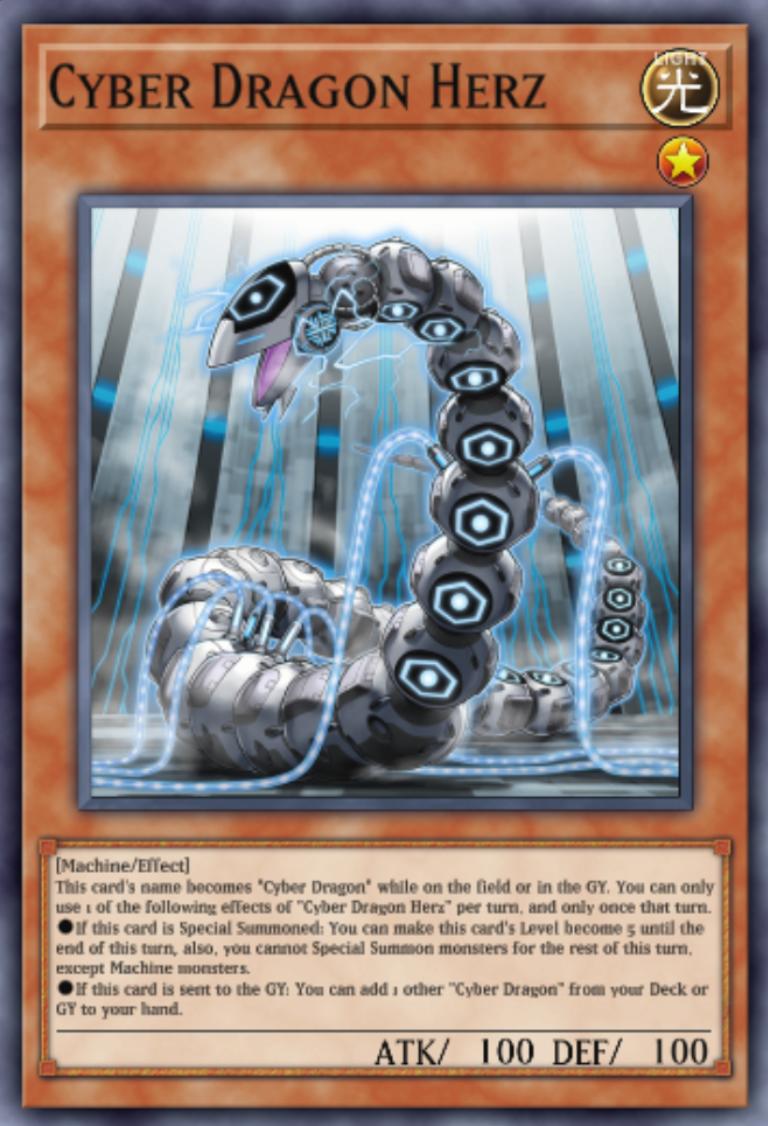 CYBER DRAGON HERZ
LIGHT
光
[Machine/Effect]
This card's name becomes "Cyber Dragon" while on the field or in the GY. You can only
use 1 of the following effects of "Cyber Dragon Herz" per turn, and only once that turn.
●If this card is Special Summoned: You can make this card's Level become 5 until the
end of this turn, also, you cannot Special Summon monsters for the rest of this turn,
except Machine monsters.
●If this card is sent to the GY: You can add 1 other "Cyber Dragon" from your Deck or
GY to your hand.
ATK/ 100 DEF/ 100